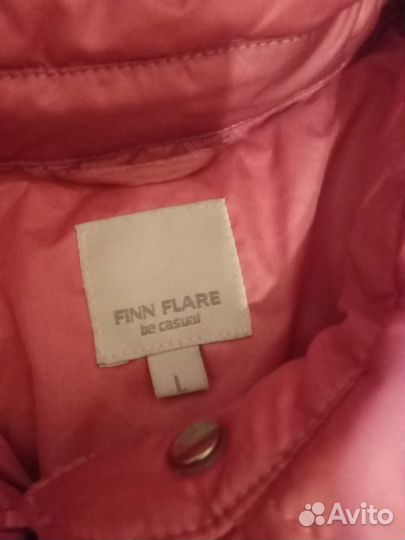 FINN FLARE
be casual
L
Avito